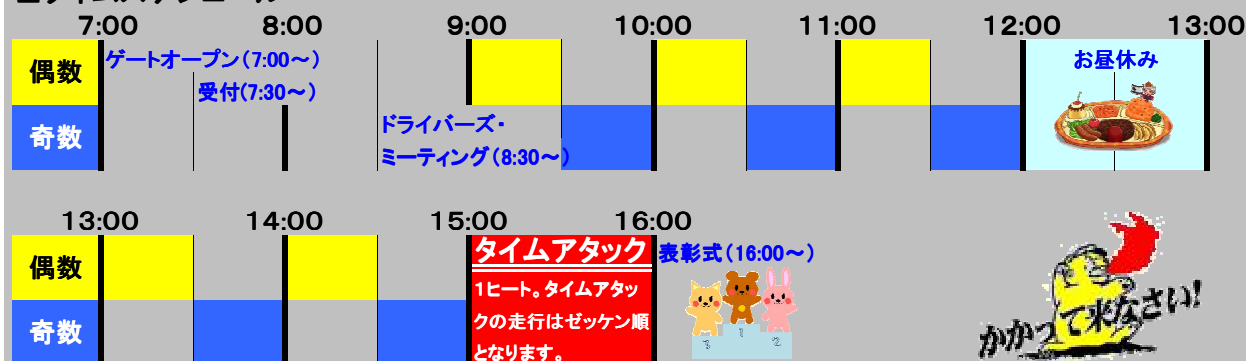 7:00 8:00 9:00 10:00 11:00 12:00 13:00
偶数
ゲートオープン(7:00～)
受付(7:30～)
お昼休み
奇数
ドライバーズ・
ミーティング(8:30～)
13:00 14:00 15:00 16:00
偶数
タイムアタック
表彰式(16:00～)
奇数
1ヒート。タイムアタッ
クの走行はゼッケン順
となります。
3 1 2
かかって来なさい!